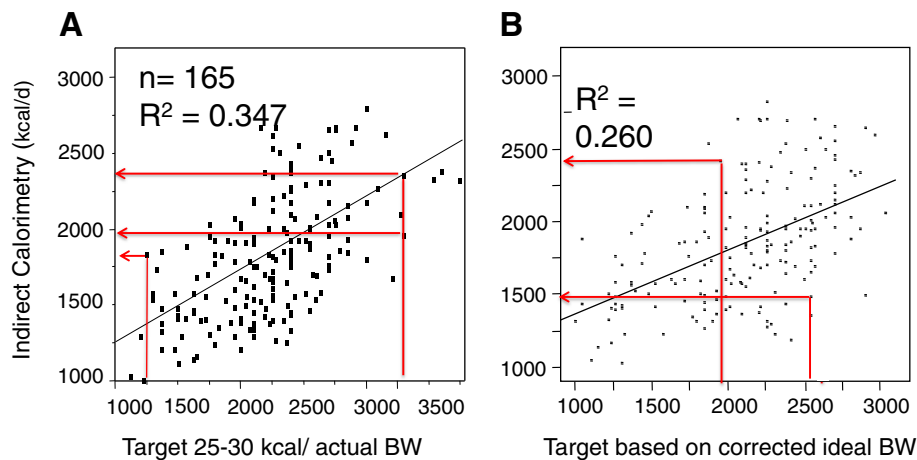 A
n= 165
R² = 0.347
Indirect Calorimetry (kcal/d)
3000
2500
2000
1500
1000
1000 1500 2000 2500 3000 3500
Target 25-30 kcal/ actual BW
B
R² =
0.260
3000
2500
2000
1500
1000
1000 1500 2000 2500 3000
Target based on corrected ideal BW